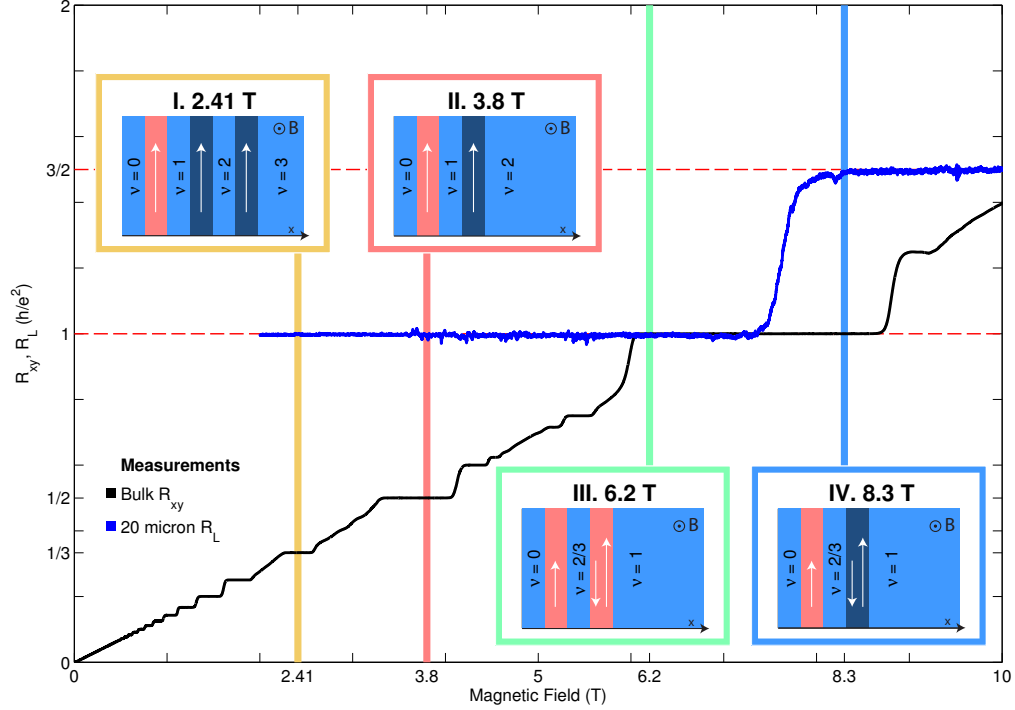 2
3/2
1
1/2
1/3
0
R_xy, R_L (h/e²)
I. 2.41 T
⊙ B
ν = 0
ν = 1
ν = 2
ν = 3
x
II. 3.8 T
⊙ B
ν = 0
ν = 1
ν = 2
x
Measurements
Bulk R_xy
20 micron R_L
III. 6.2 T
⊙ B
ν = 0
ν = 2/3
ν = 1
x
IV. 8.3 T
⊙ B
ν = 0
ν = 2/3
ν = 1
x
0 2.41 3.8 5 6.2 8.3 10
Magnetic Field (T)